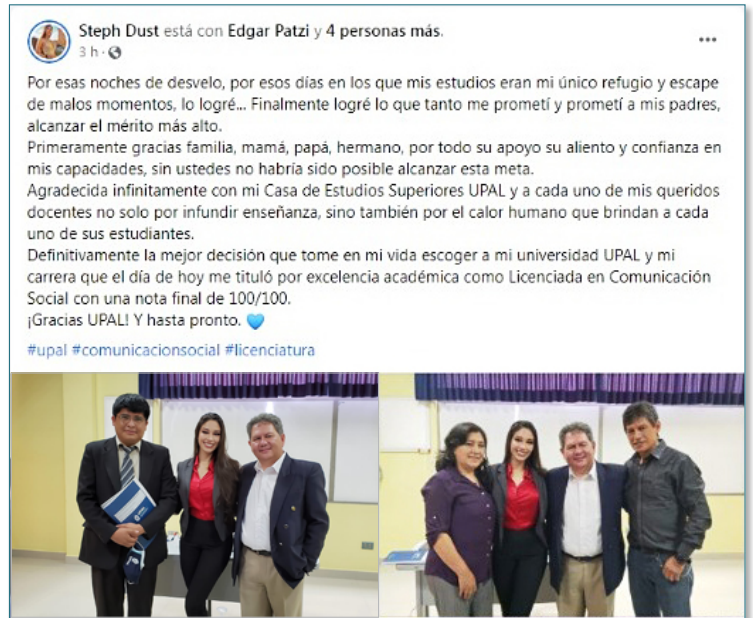 Steph Dust está con Edgar Patzi y 4 personas más.
3 h ·
Por esas noches de desvelo, por esos días en los que mis estudios eran mi único refugio y escape
de malos momentos, lo logré... Finalmente logré lo que tanto me prometí y prometí a mis padres,
alcanzar el mérito más alto.
Primeramente gracias familia, mamá, papá, hermano, por todo su apoyo su aliento y confianza en
mis capacidades, sin ustedes no habría sido posible alcanzar esta meta.
Agradecida infinitamente con mi Casa de Estudios Superiores UPAL y a cada uno de mis queridos
docentes no solo por infundir enseñanza, sino también por el calor humano que brindan a cada
uno de sus estudiantes.
Definitivamente la mejor decisión que tome en mi vida escoger a mi universidad UPAL y mi
carrera que el día de hoy me tituló por excelencia académica como Licenciada en Comunicación
Social con una nota final de 100/100.
¡Gracias UPAL! Y hasta pronto. 💙
#upal #comunicacionsocial #licenciatura